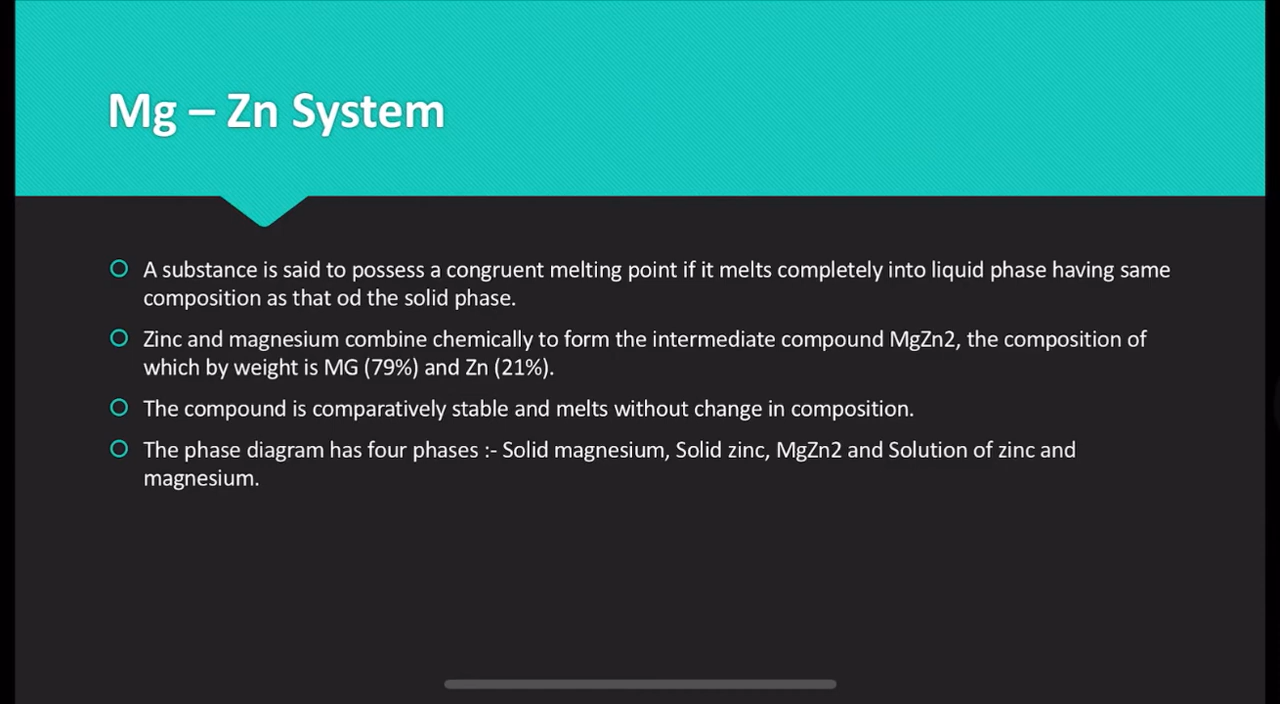 Mg – Zn System
A substance is said to possess a congruent melting point if it melts completely into liquid phase having same
composition as that od the solid phase.
Zinc and magnesium combine chemically to form the intermediate compound MgZn2, the composition of
which by weight is MG (79%) and Zn (21%).
The compound is comparatively stable and melts without change in composition.
The phase diagram has four phases :- Solid magnesium, Solid zinc, MgZn2 and Solution of zinc and
magnesium.